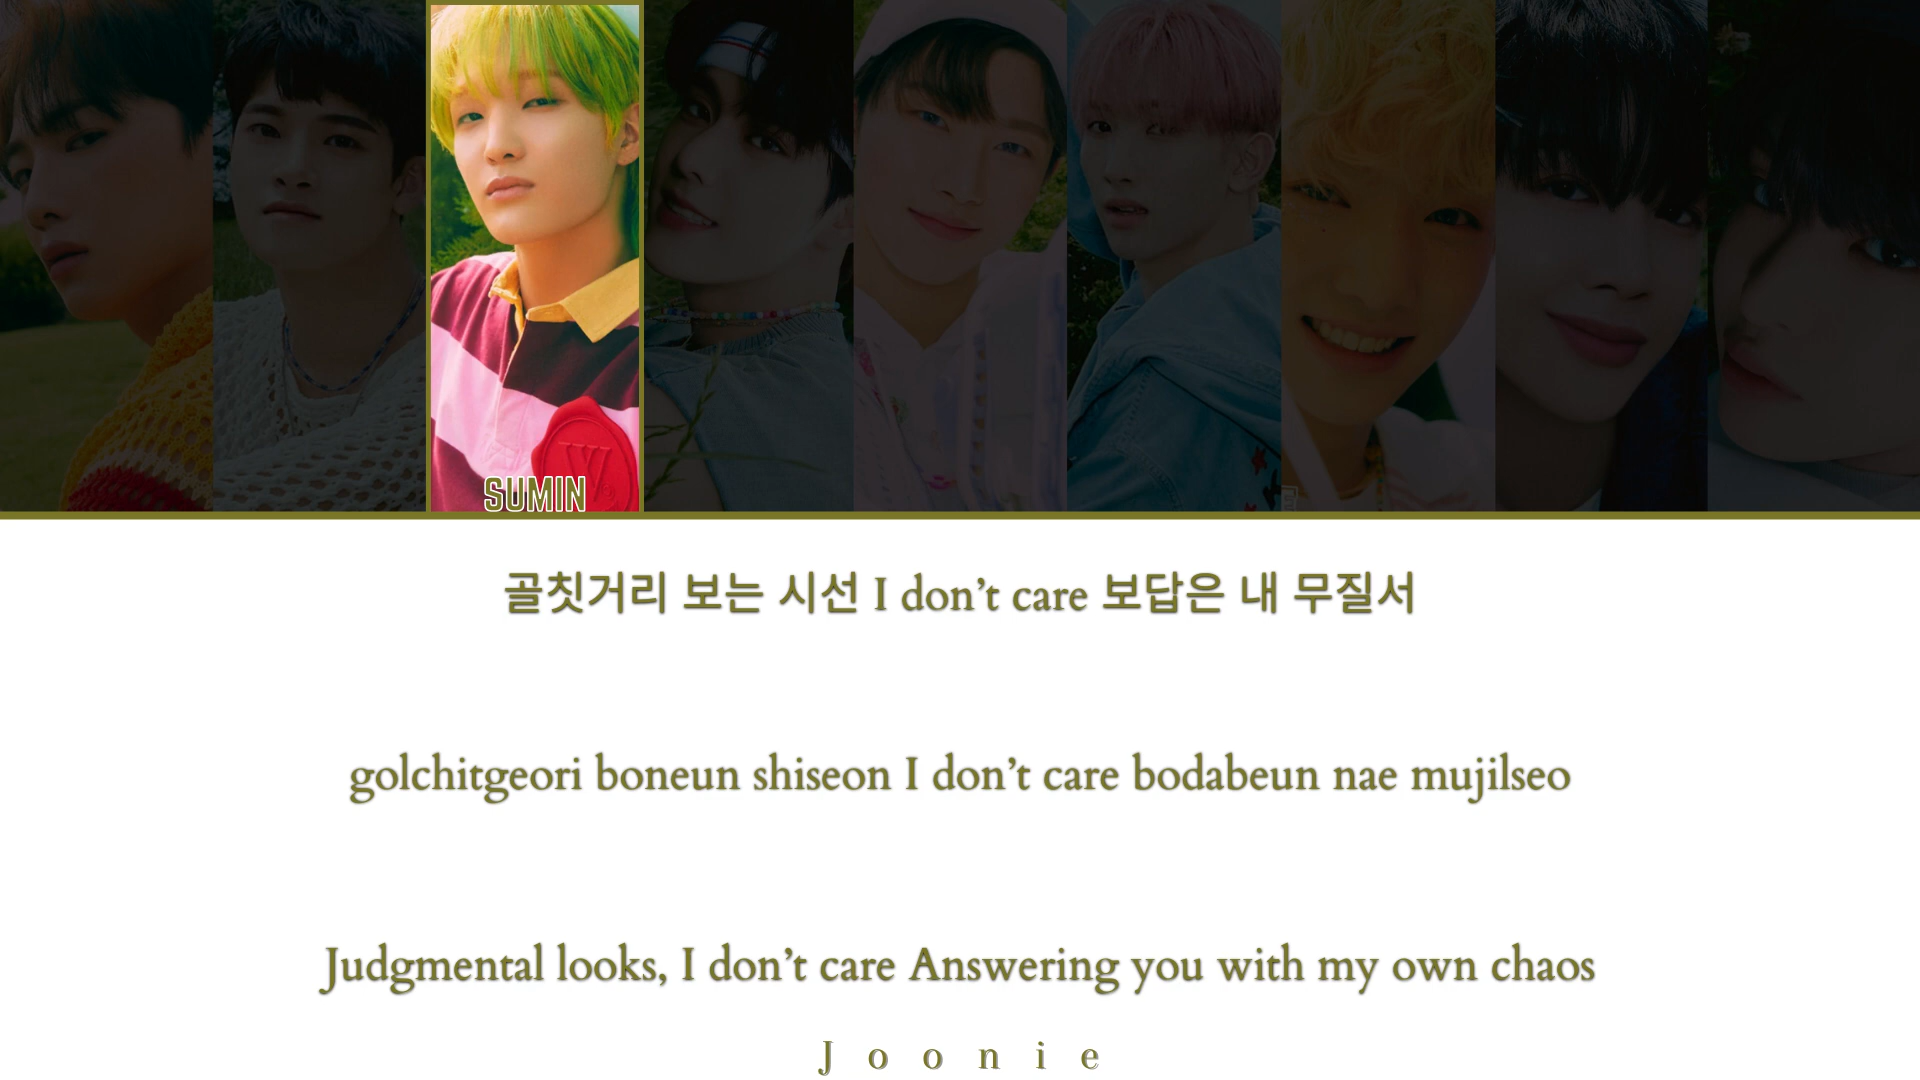 SUMIN
골칫거리 보는 시선 I don’t care 보답은 내 무질서
golchitgeori boneun shiseon I don’t care bodabeun nae mujilseo
Judgmental looks, I don’t care Answering you with my own chaos
Joonie